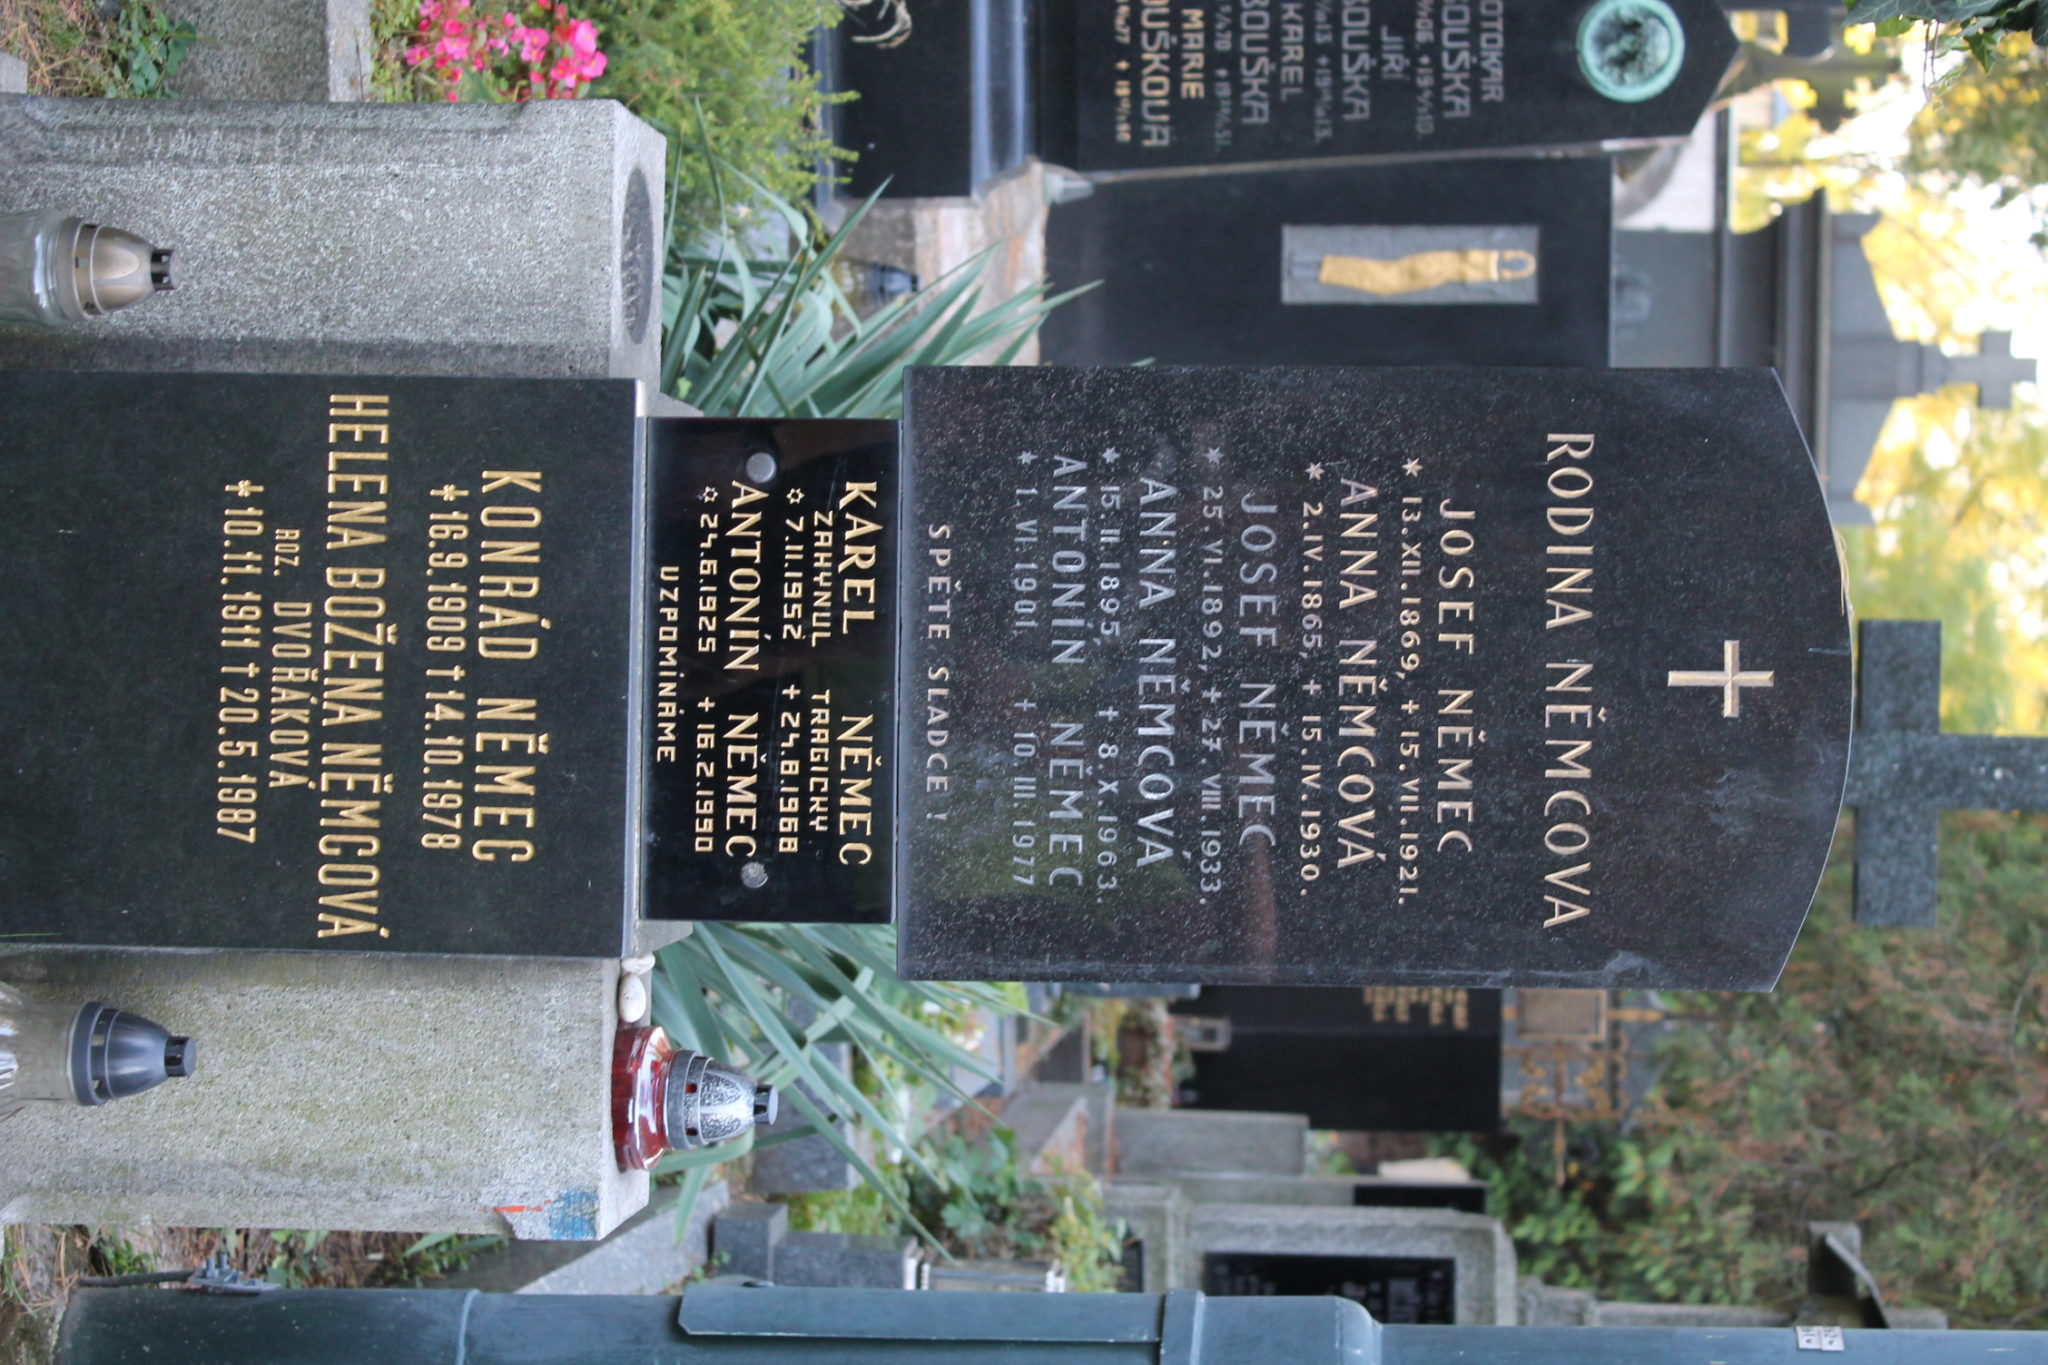 RODINA NĚMCOVA
JOSEF NĚMEC
* 13.XII.1869, + 15.VII.1921.
ANNA NĚMCOVÁ
* 2.IV.1865, + 15.IV.1930.
JOSEF NĚMEC
* 25.VI.1892, + 27.VIII.1933.
ANNA NĚMCOVÁ
* 15.II.1895, + 8.X.1963.
ANTONÍN NĚMEC
* 1.VI.1901, + 10.III.1977
SPĚTE SLADCE!
KAREL NĚMEC
ZAHYNUL TRAGICKY
✡ 7.11.1952 + 24.8.1968
ANTONÍN NĚMEC
✡ 24.6.1925 + 16.2.1990
VZPOMÍNÁME
KONRÁD NĚMEC
* 16.9.1909 † 14.10.1978
HELENA BOŽENA NĚMCOVÁ
ROZ. DVOŘÁKOVÁ
* 10.11.1911 † 20.5.1987
OTOKAR
BOUŠKA
JIŘÍ
BOUŠKA
KAREL
BOUŠKA
MARIE
OUŠKOVÁ